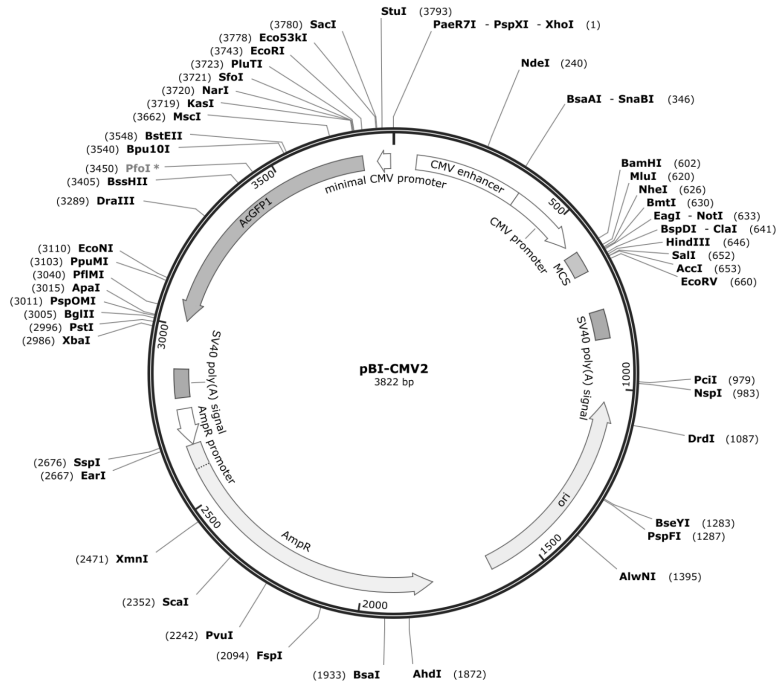 StuI (3793)
PaeR7I - PspXI - XhoI (1)
NdeI (240)
BsaAI - SnaBI (346)
BamHI (602)
MluI (620)
NheI (626)
BmtI (630)
EagI - NotI (633)
BspDI - ClaI (641)
HindIII (646)
SalI (652)
AccI (653)
EcoRV (660)
PciI (979)
NspI (983)
DrdI (1087)
BseYI (1283)
PspFI (1287)
AlwNI (1395)
AhdI (1872)
(1933) BsaI
(2094) FspI
(2242) PvuI
(2352) ScaI
(2471) XmnI
(2667) EarI
(2676) SspI
(2986) XbaI
(2996) PstI
(3005) BglII
(3011) PspOMI
(3015) ApaI
(3040) PflMI
(3103) PpuMI
(3110) EcoNI
(3289) DraIII
(3405) BssHII
(3450) PfoI *
(3540) Bpu10I
(3548) BstEII
(3662) MscI
(3719) KasI
(3720) NarI
(3721) SfoI
(3723) PluTI
(3743) EcoRI
(3778) Eco53kI
(3780) SacI
minimal CMV promoter
CMV enhancer
CMV promoter
MCS
SV40 poly(A) signal
ori
AmpR
AmpR promoter
SV40 poly(A) signal
AcGFP1
500
1000
1500
2000
2500
3000
3500
pBI-CMV2
3822 bp